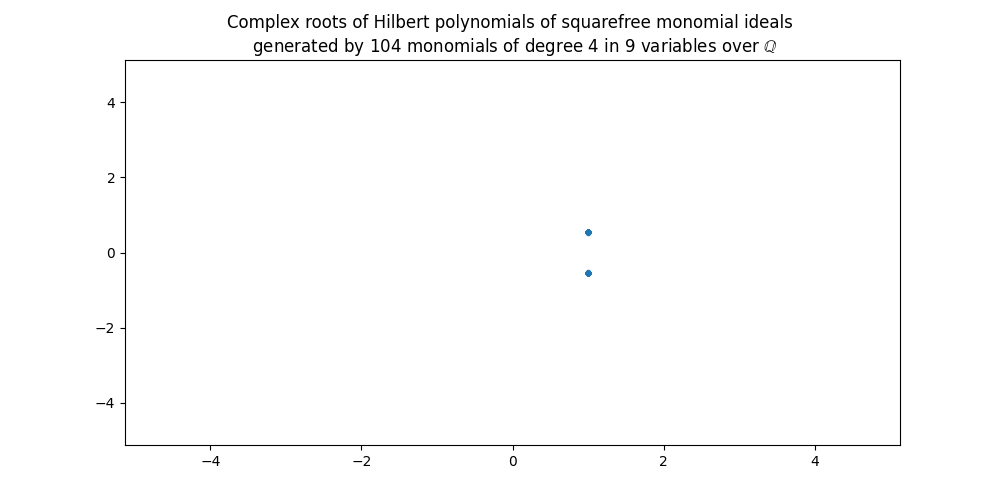 Complex roots of Hilbert polynomials of squarefree monomial ideals
generated by 104 monomials of degree 4 in 9 variables over ℚ
4
2
0
−2
−4
−4 −2 0 2 4